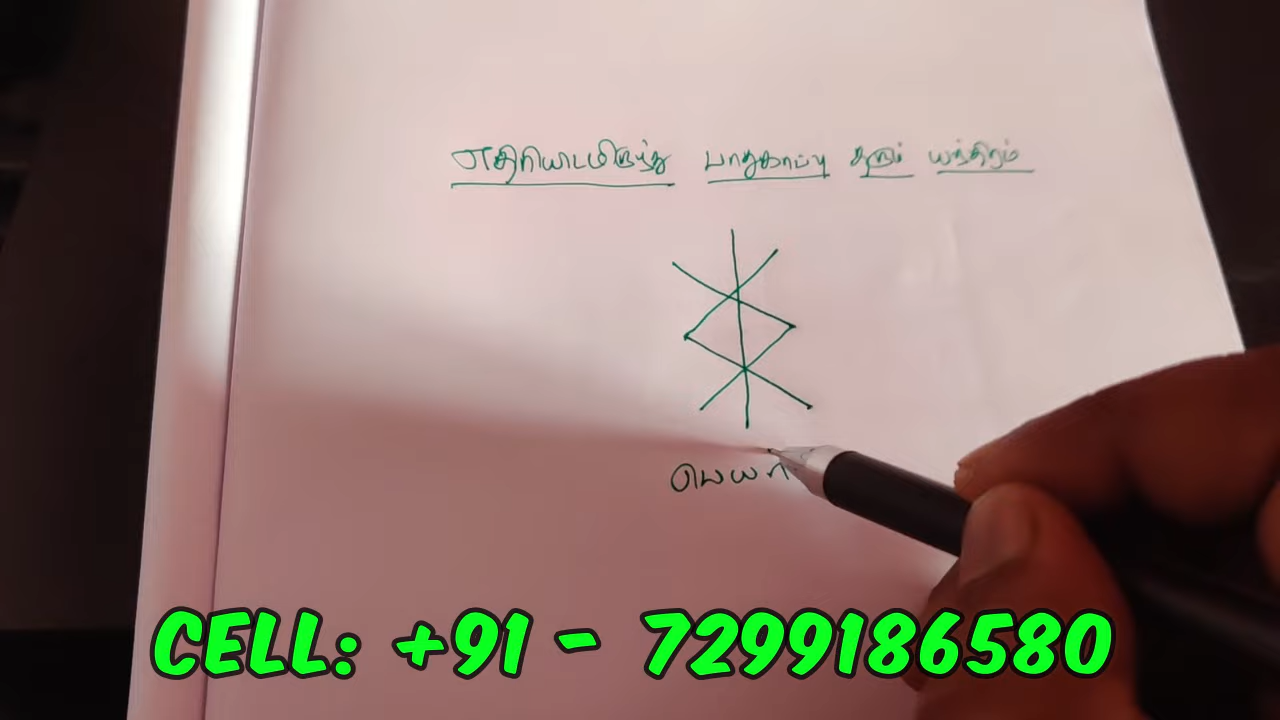 எதிரியிடமிருந்து பாதுகாப்பு தரும் யந்திரம்
பெயர்
CELL: +91 - 7299186580